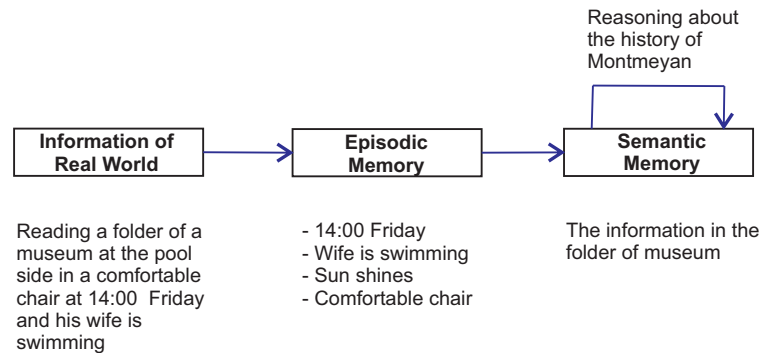 Reasoning about
the history of
Montmeyan
Information of
Real World
Episodic
Memory
Semantic
Memory
Reading a folder of a
museum at the pool
side in a comfortable
chair at 14:00 Friday
and his wife is
swimming
- 14:00 Friday
- Wife is swimming
- Sun shines
- Comfortable chair
The information in the
folder of museum